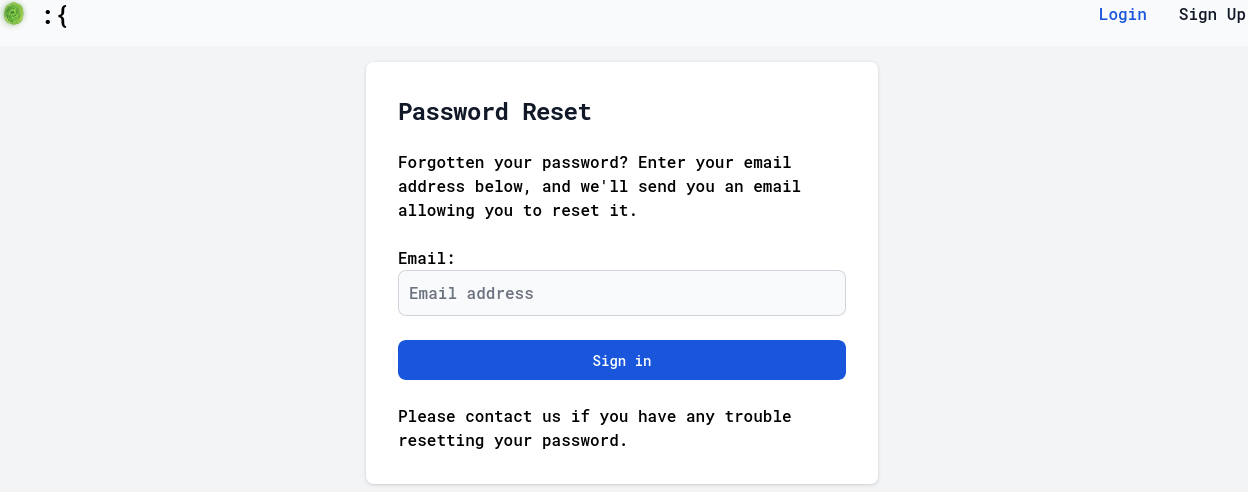 :{
Login Sign Up
Password Reset
Forgotten your password? Enter your email
address below, and we'll send you an email
allowing you to reset it.
Email:
Email address
Sign in
Please contact us if you have any trouble
resetting your password.